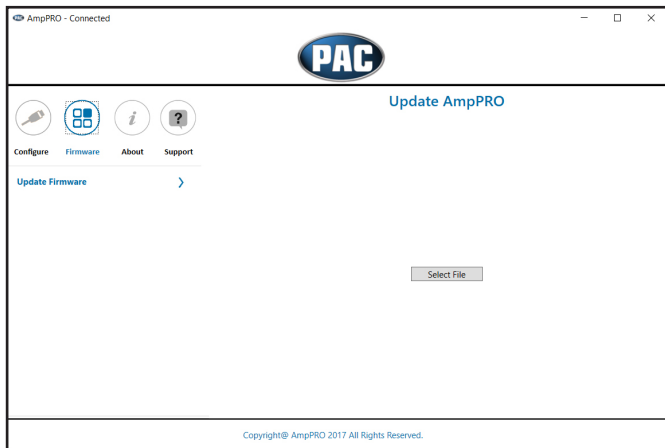 AmpPRO - Connected
PAC
Update AmpPRO
i
?
Configure Firmware About Support
Update Firmware
Select File
Copyright@ AmpPRO 2017 All Rights Reserved.